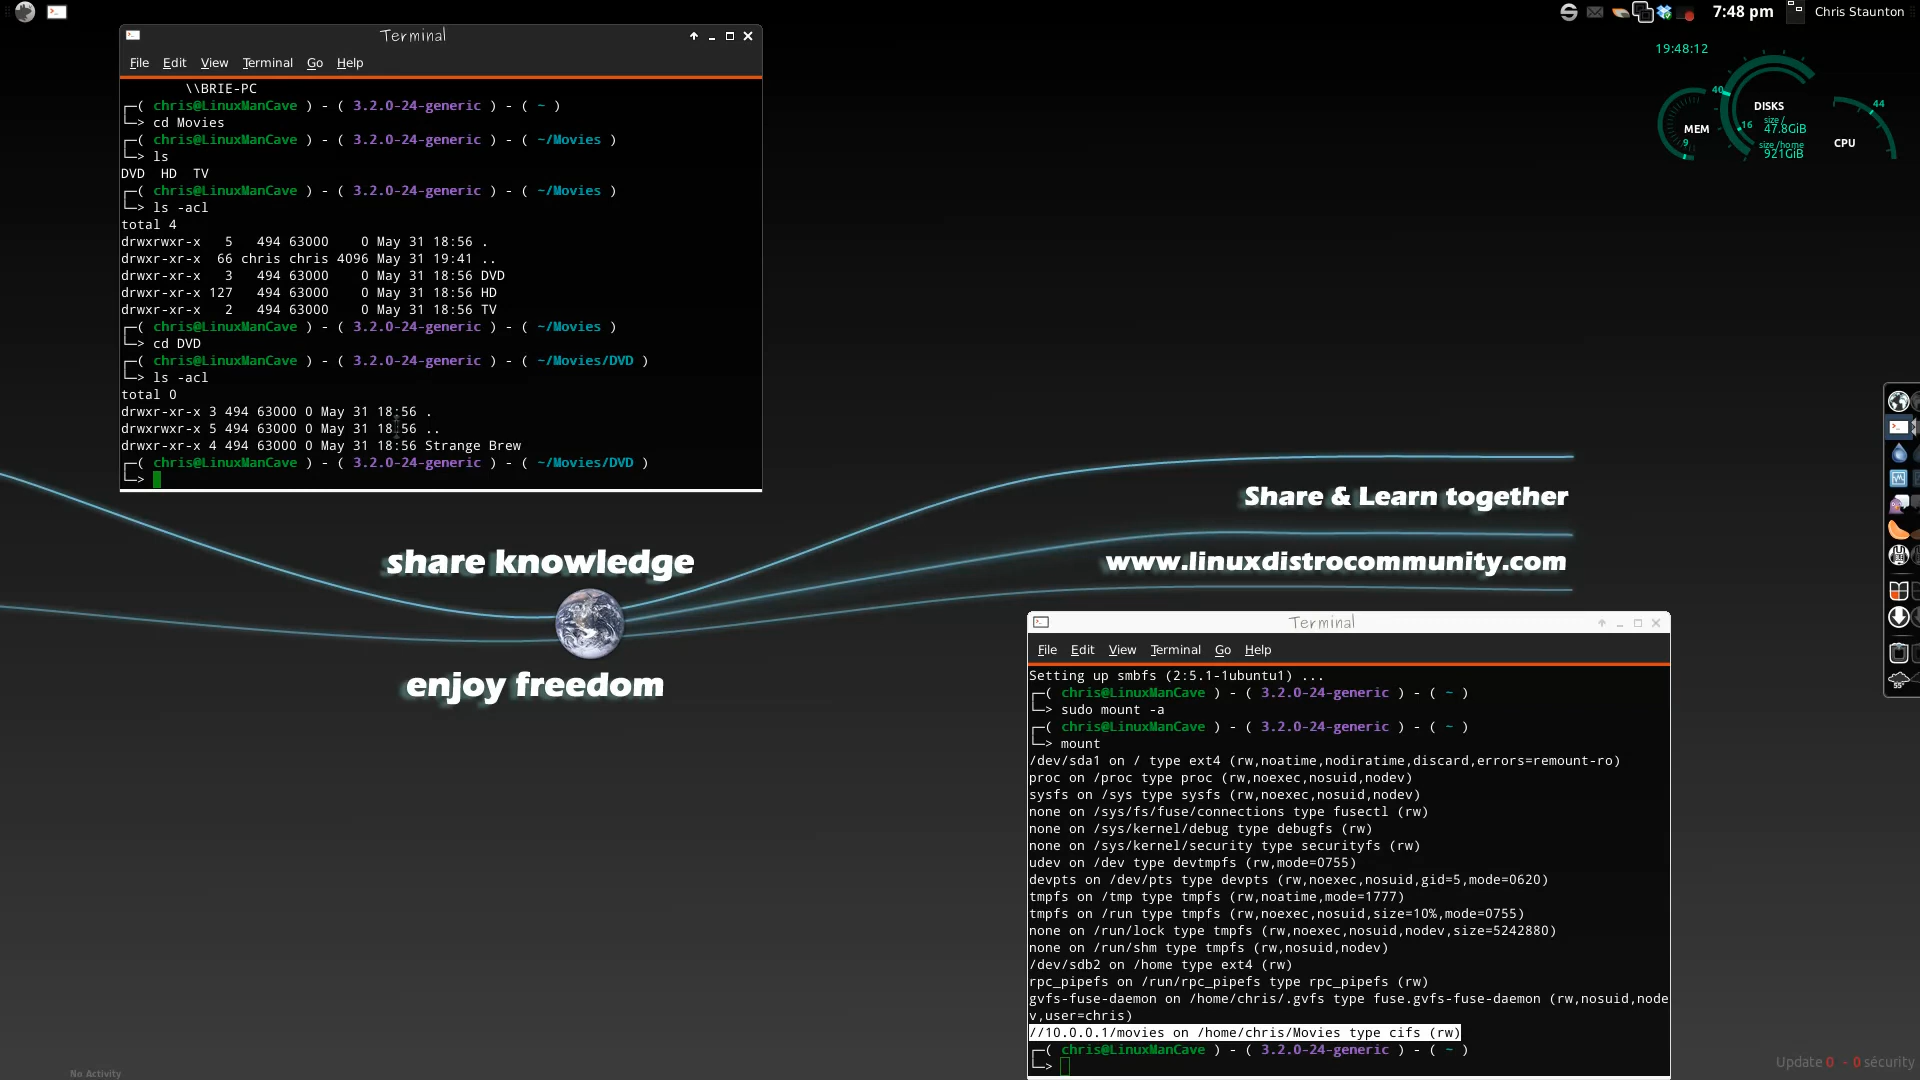 7:48 pm
Chris Staunton
Terminal
File Edit View Terminal Go Help
\\BRIE-PC
┌─( chris@LinuxManCave ) - ( 3.2.0-24-generic ) - ( ~ )
└─> cd Movies
┌─( chris@LinuxManCave ) - ( 3.2.0-24-generic ) - ( ~/Movies )
└─> ls
DVD  HD  TV
┌─( chris@LinuxManCave ) - ( 3.2.0-24-generic ) - ( ~/Movies )
└─> ls -acl
total 4
drwxrwxr-x   5   494 63000    0 May 31 18:56 .
drwxr-xr-x  66 chris chris 4096 May 31 19:41 ..
drwxr-xr-x   3   494 63000    0 May 31 18:56 DVD
drwxr-xr-x 127   494 63000    0 May 31 18:56 HD
drwxr-xr-x   2   494 63000    0 May 31 18:56 TV
┌─( chris@LinuxManCave ) - ( 3.2.0-24-generic ) - ( ~/Movies )
└─> cd DVD
┌─( chris@LinuxManCave ) - ( 3.2.0-24-generic ) - ( ~/Movies/DVD )
└─> ls -acl
total 0
drwxr-xr-x 3 494 63000 0 May 31 18:56 .
drwxrwxr-x 5 494 63000 0 May 31 18:56 ..
drwxr-xr-x 4 494 63000 0 May 31 18:56 Strange Brew
┌─( chris@LinuxManCave ) - ( 3.2.0-24-generic ) - ( ~/Movies/DVD )
└─>
19:48:12
40
44
DISKS
size /
47.8GiB
16
MEM
9
size /home
921GiB
CPU
share knowledge
enjoy freedom
Share & Learn together
www.linuxdistrocommunity.com
55°
Terminal
File Edit View Terminal Go Help
Setting up smbfs (2:5.1-1ubuntu1) ...
┌─( chris@LinuxManCave ) - ( 3.2.0-24-generic ) - ( ~ )
└─> sudo mount -a
┌─( chris@LinuxManCave ) - ( 3.2.0-24-generic ) - ( ~ )
└─> mount
/dev/sda1 on / type ext4 (rw,noatime,nodiratime,discard,errors=remount-ro)
proc on /proc type proc (rw,noexec,nosuid,nodev)
sysfs on /sys type sysfs (rw,noexec,nosuid,nodev)
none on /sys/fs/fuse/connections type fusectl (rw)
none on /sys/kernel/debug type debugfs (rw)
none on /sys/kernel/security type securityfs (rw)
udev on /dev type devtmpfs (rw,mode=0755)
devpts on /dev/pts type devpts (rw,noexec,nosuid,gid=5,mode=0620)
tmpfs on /tmp type tmpfs (rw,noatime,mode=1777)
tmpfs on /run type tmpfs (rw,noexec,nosuid,size=10%,mode=0755)
none on /run/lock type tmpfs (rw,noexec,nosuid,nodev,size=5242880)
none on /run/shm type tmpfs (rw,nosuid,nodev)
/dev/sdb2 on /home type ext4 (rw)
rpc_pipefs on /run/rpc_pipefs type rpc_pipefs (rw)
gvfs-fuse-daemon on /home/chris/.gvfs type fuse.gvfs-fuse-daemon (rw,nosuid,node
v,user=chris)
//10.0.0.1/movies on /home/chris/Movies type cifs (rw)
┌─( chris@LinuxManCave ) - ( 3.2.0-24-generic ) - ( ~ )
└─>
Update 0 - 0 sécurity
No Activity